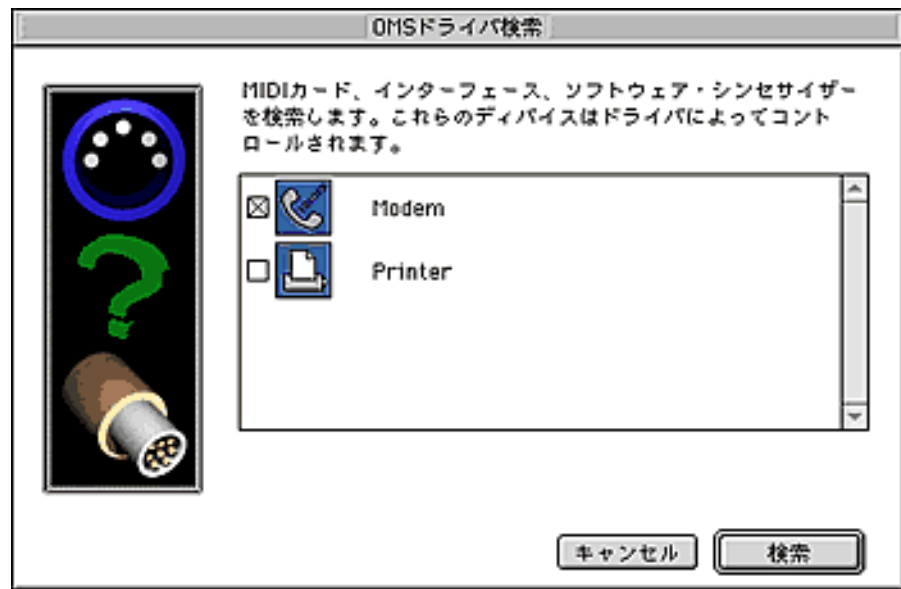 OMSドライバ検索
MIDIカード、インターフェース、ソフトウェア・シンセサイザー
を検索します。これらのディバイスはドライバによってコント
ロールされます。
Modem
Printer
キャンセル
検索